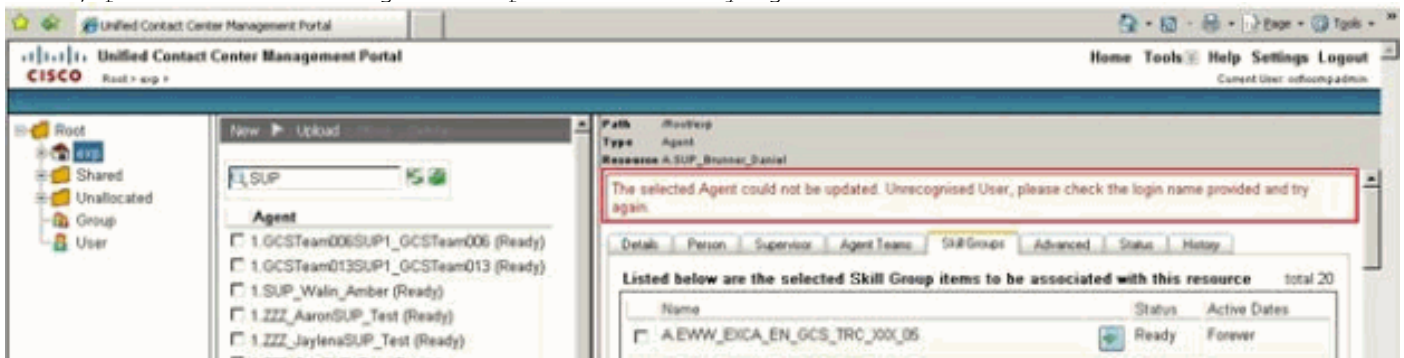 Unified Contact Center Management Portal
Page
Tools
Unified Contact Center Management Portal
CISCO Root > exp >
Home Tools Help Settings Logout
Current User:
Root
exp
Shared
Unallocated
Group
User
New Upload
SUP
Agent
1.GCSTeam006SUP1_GCSTeam006 (Ready)
1.GCSTeam013SUP1_GCSTeam013 (Ready)
1.SUP_Walin_Amber (Ready)
1.ZZZ_AaronSUP_Test (Ready)
1.ZZZ_JaylenaSUP_Test (Ready)
Path /Root/exp
Type Agent
Resource A.SUP_Brunner_Daniel
The selected Agent could not be updated. Unrecognised User, please check the login name provided and try
again.
Details Person Supervisor Agent Teams Skill Groups Advanced Status History
Listed below are the selected Skill Group items to be associated with this resource total 20
Name Status Active Dates
A.EWW_EXCA_EN_GCS_TRC_XXX_05 Ready Forever